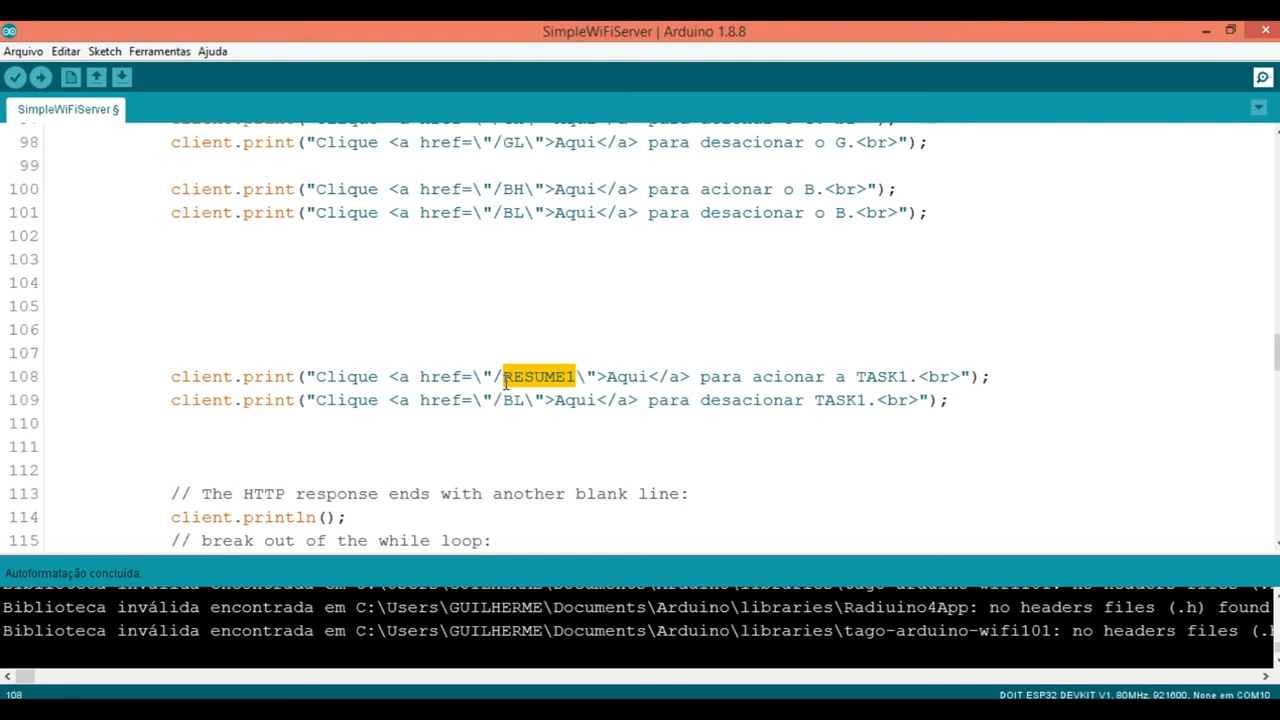 SimpleWiFiServer | Arduino 1.8.8
Arquivo Editar Sketch Ferramentas Ajuda
SimpleWiFiServer §
98 client.print("Clique <a href=\"/GL\">Aqui</a> para desacionar o G.<br>");
99
100 client.print("Clique <a href=\"/BH\">Aqui</a> para acionar o B.<br>");
101 client.print("Clique <a href=\"/BL\">Aqui</a> para desacionar o B.<br>");
102
103
104
105
106
107
108 client.print("Clique <a href=\"/RESUME1\">Aqui</a> para acionar a TASK1.<br>");
109 client.print("Clique <a href=\"/BL\">Aqui</a> para desacionar TASK1.<br>");
110
111
112
113 // The HTTP response ends with another blank line:
114 client.println();
115 // break out of the while loop:
Autoformatação concluída.
Biblioteca inválida encontrada em C:\Users\GUILHERME\Documents\Arduino\libraries\Radiuino4App: no headers files (.h) found
Biblioteca inválida encontrada em C:\Users\GUILHERME\Documents\Arduino\libraries\tago-arduino-wifi101: no headers files (.h
108
DOIT ESP32 DEVKIT V1, 80MHz, 921600, None em COM10